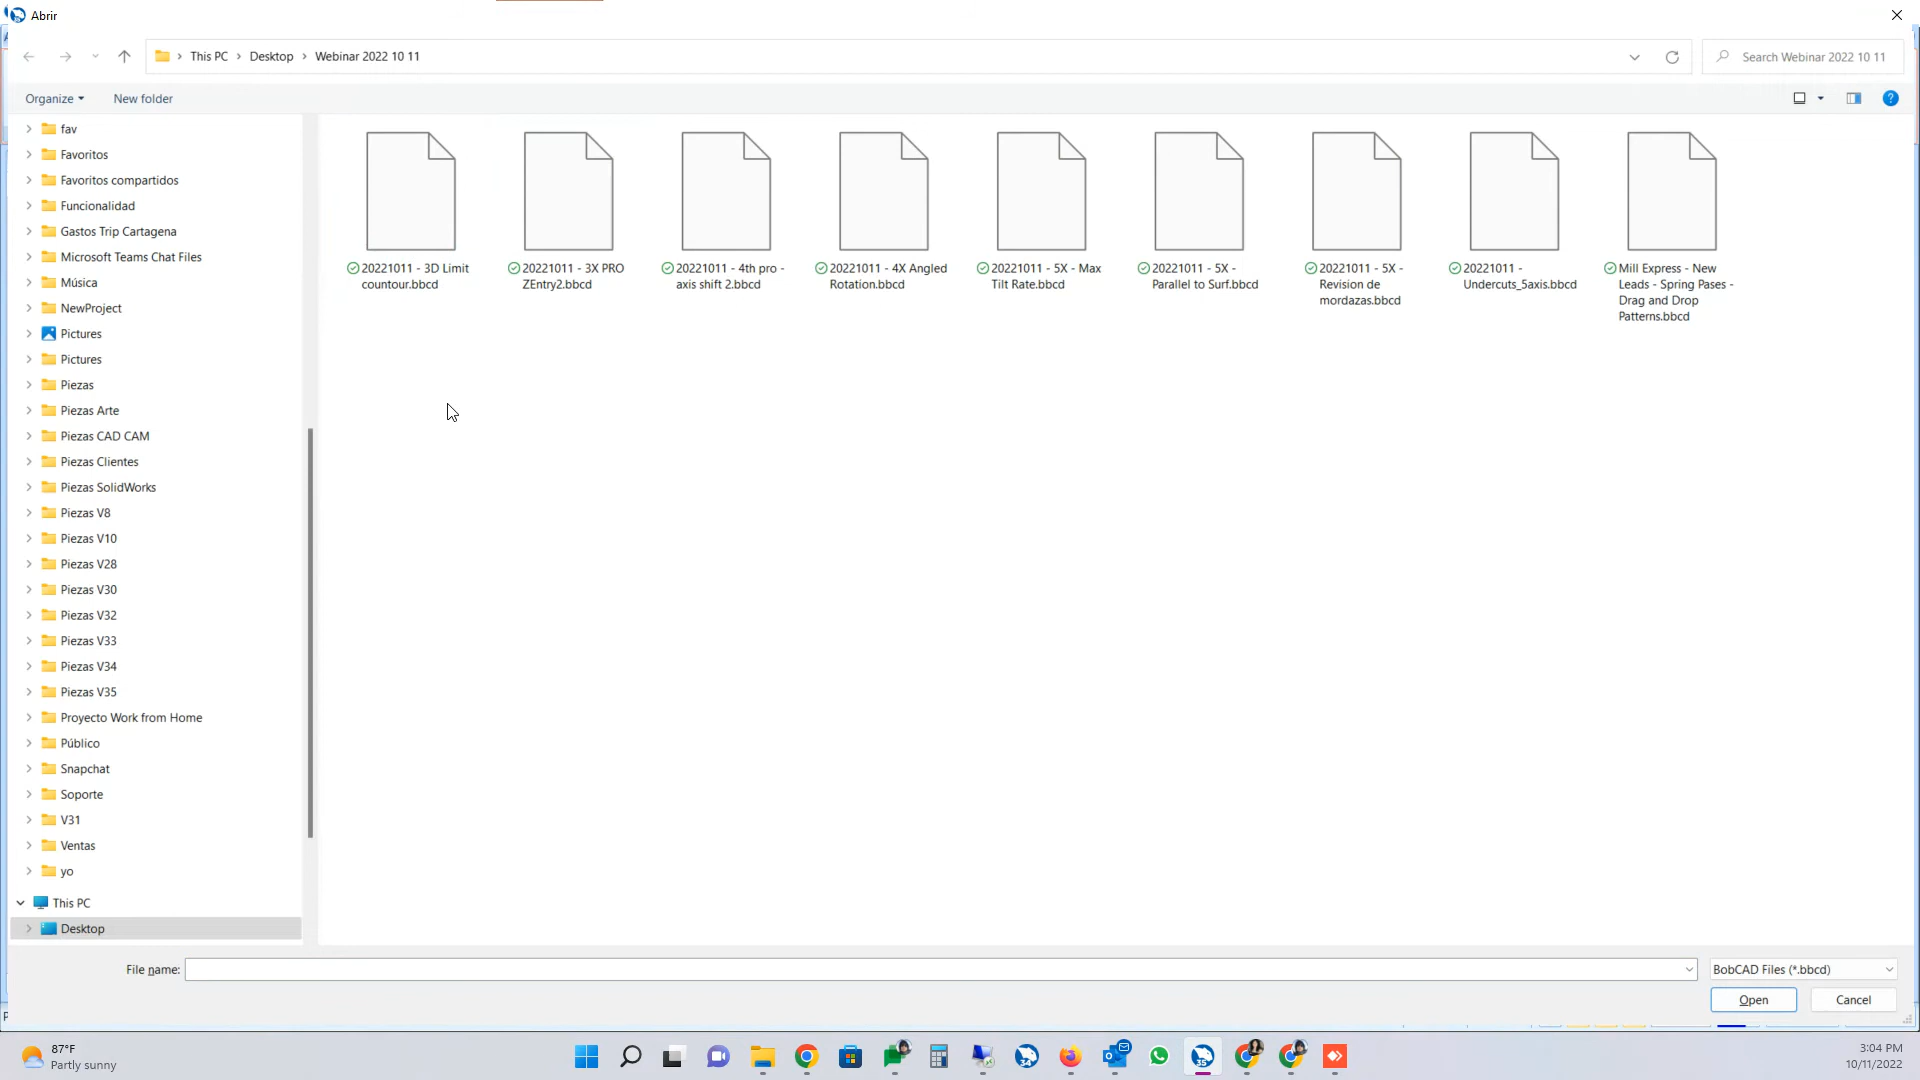 Abrir
This PC > Desktop > Webinar 2022 10 11
Search Webinar 2022 10 11
Organize
New folder
fav
Favoritos
Favoritos compartidos
Funcionalidad
Gastos Trip Cartagena
Microsoft Teams Chat Files
Música
NewProject
Pictures
Pictures
Piezas
Piezas Arte
Piezas CAD CAM
Piezas Clientes
Piezas SolidWorks
Piezas V8
Piezas V10
Piezas V28
Piezas V30
Piezas V32
Piezas V33
Piezas V34
Piezas V35
Proyecto Work from Home
Público
Snapchat
Soporte
V31
Ventas
yo
This PC
Desktop
20221011 - 3D Limit
countour.bbcd
20221011 - 3X PRO
ZEntry2.bbcd
20221011 - 4th pro -
axis shift 2.bbcd
20221011 - 4X Angled
Rotation.bbcd
20221011 - 5X - Max
Tilt Rate.bbcd
20221011 - 5X -
Parallel to Surf.bbcd
20221011 - 5X -
Revision de
mordazas.bbcd
20221011 -
Undercuts_5axis.bbcd
Mill Express - New
Leads - Spring Pases -
Drag and Drop
Patterns.bbcd
File name:
BobCAD Files (*.bbcd)
Open
Cancel
87°F
Partly sunny
34
35
3:04 PM
10/11/2022